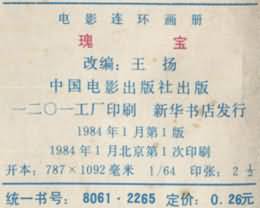 电影连环画册
瑰宝
改编：王扬
中国电影出版社出版
一二〇一工厂印刷 新华书店发行
1984年1月第1版
1984年1月北京第1次印刷
开本：787×1092毫米 1/64 印张：2½
统一书号：8061·2265 定价：0.26元